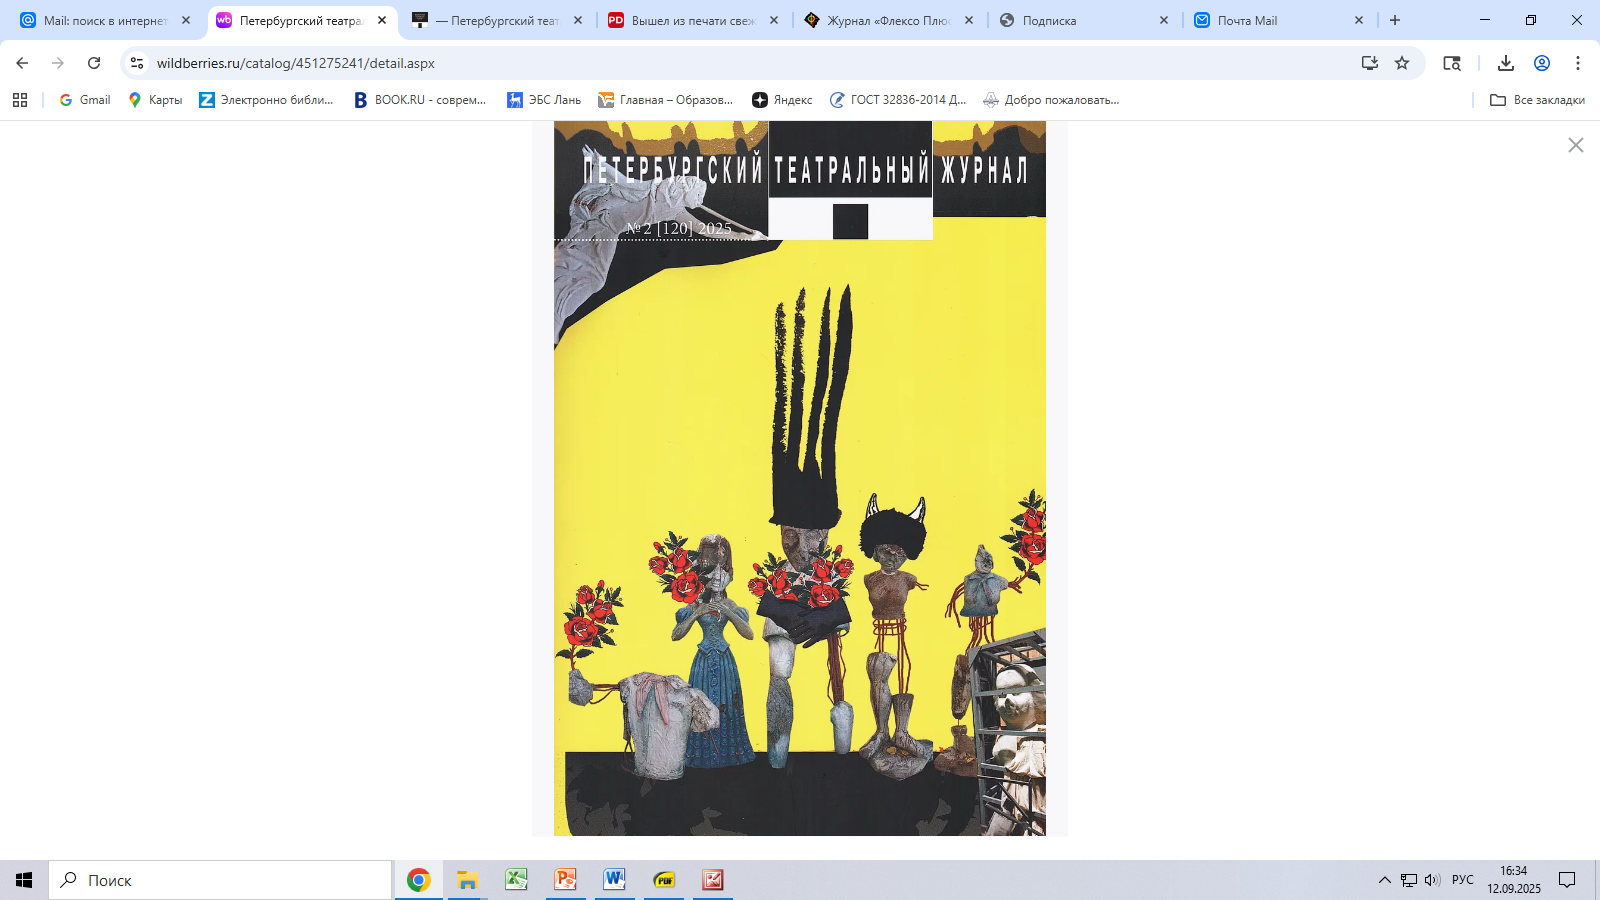 Mail: поиск в интернет
Петербургский театрал
— Петербургский теат
PD
Вышел из печати свеж
Журнал «Флексо Плюс
Подписка
Почта Mail
wildberries.ru/catalog/451275241/detail.aspx
Gmail
Карты
Электронно библи...
BOOK.RU - соврем...
ЭБС Лань
Главная – Образов...
Яндекс
ГОСТ 32836-2014 Д...
Добро пожаловать...
Все закладки
ПЕТЕРБУРГСКИЙ ТЕАТРАЛЬНЫЙ ЖУРНАЛ
№ 2 [120] 2025
Поиск
РУС
16:34
12.09.2025